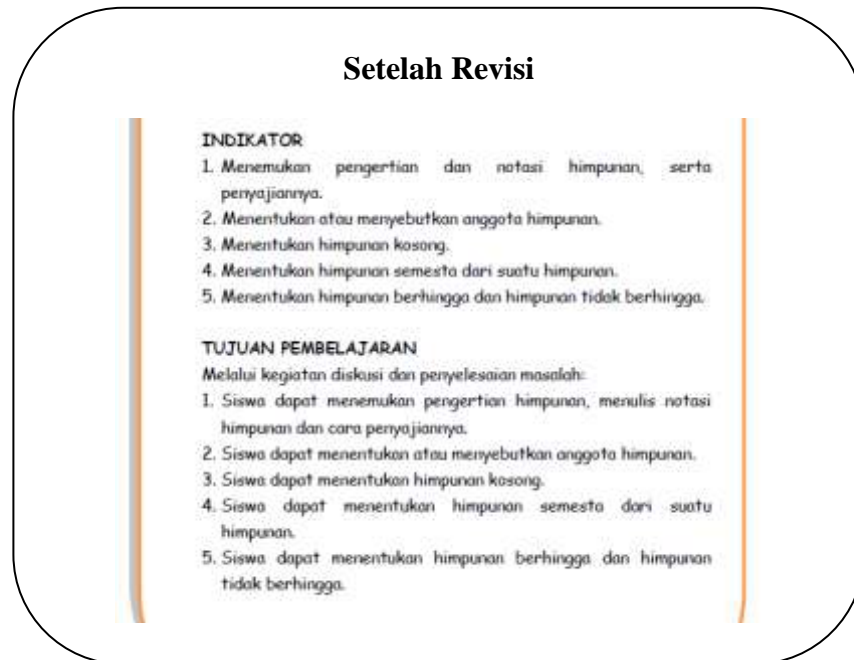 Setelah Revisi
INDIKATOR
1. Menemukan pengertian dan notasi himpunan, serta
penyajiannya.
2. Menentukan atau menyebutkan anggota himpunan.
3. Menentukan himpunan kosong.
4. Menentukan himpunan semesta dari suatu himpunan.
5. Menentukan himpunan berhingga dan himpunan tidak berhingga.
TUJUAN PEMBELAJARAN
Melalui kegiatan diskusi dan penyelesaian masalah:
1. Siswa dapat menemukan pengertian himpunan, menulis notasi
himpunan dan cara penyajiannya.
2. Siswa dapat menentukan atau menyebutkan anggota himpunan.
3. Siswa dapat menentukan himpunan kosong.
4. Siswa dapat menentukan himpunan semesta dari suatu
himpunan.
5. Siswa dapat menentukan himpunan berhingga dan himpunan
tidak berhingga.